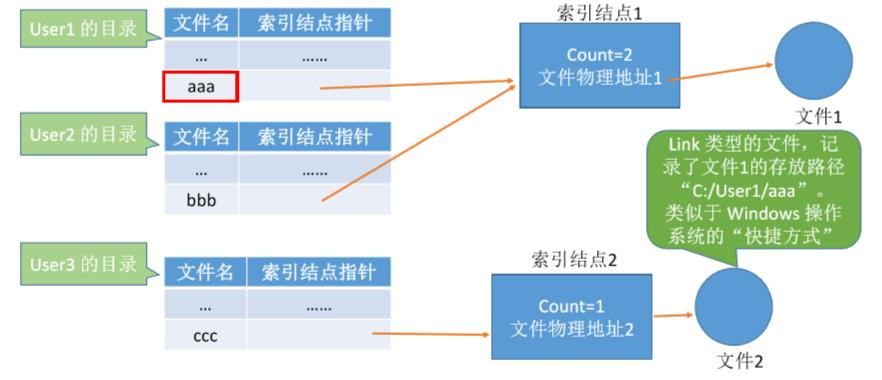 User1 的目录
文件名 索引结点指针
... ......
aaa
索引结点1
Count=2
文件物理地址1
文件1
User2 的目录
文件名 索引结点指针
... ......
bbb
Link 类型的文件，记
录了文件1的存放路径
“C:/User1/aaa”。
类似于 Windows 操作
系统的“快捷方式”
User3 的目录
文件名 索引结点指针
... ......
ccc
索引结点2
Count=1
文件物理地址2
文件2